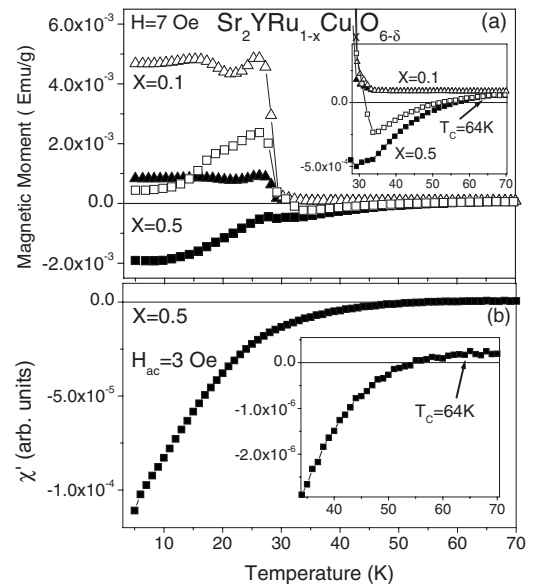 H=7 Oe Sr₂YRu₁₋ₓCuₓO₆₋δ (a)
6.0x10⁻³
4.0x10⁻³
2.0x10⁻³
0.0
-2.0x10⁻³
Magnetic Moment ( Emu/g)
X=0.1
X=0.5
X=0.1
0.0
T_C=64K
X=0.5
-5.0x10⁻⁴
30 40 50 60 70
0.0
-5.0x10⁻⁵
-1.0x10⁻⁴
χ' (arb. units)
X=0.5
(b)
H_ac=3 Oe
0.0
-1.0x10⁻⁶
-2.0x10⁻⁶
T_C=64K
40 50 60 70
10 20 30 40 50 60 70
Temperature (K)